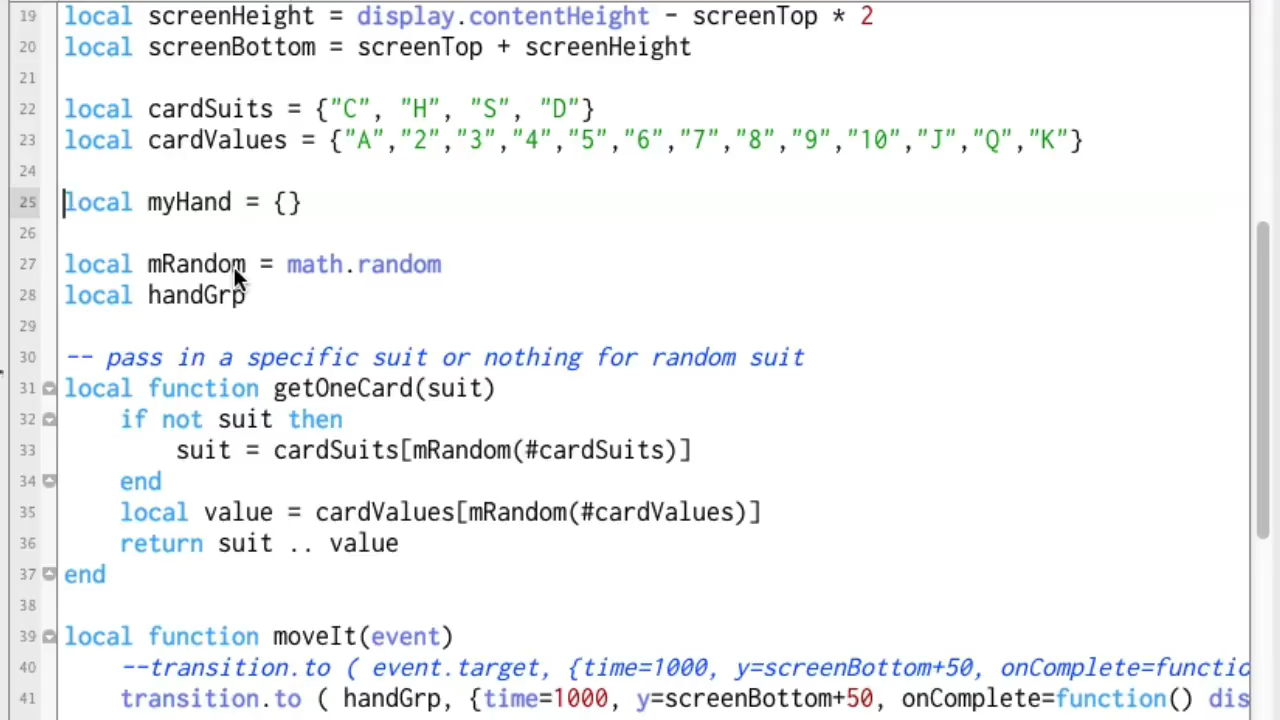 19 local screenHeight = display.contentHeight - screenTop * 2
20 local screenBottom = screenTop + screenHeight
21
22 local cardSuits = {"C", "H", "S", "D"}
23 local cardValues = {"A","2","3","4","5","6","7","8","9","10","J","Q","K"}
24
25 local myHand = {}
26
27 local mRandom = math.random
28 local handGrp
29
30 -- pass in a specific suit or nothing for random suit
31 local function getOneCard(suit)
32 if not suit then
33 suit = cardSuits[mRandom(#cardSuits)]
34 end
35 local value = cardValues[mRandom(#cardValues)]
36 return suit .. value
37 end
38
39 local function moveIt(event)
40 --transition.to ( event.target, {time=1000, y=screenBottom+50, onComplete=functio
41 transition.to ( handGrp, {time=1000, y=screenBottom+50, onComplete=function() dis